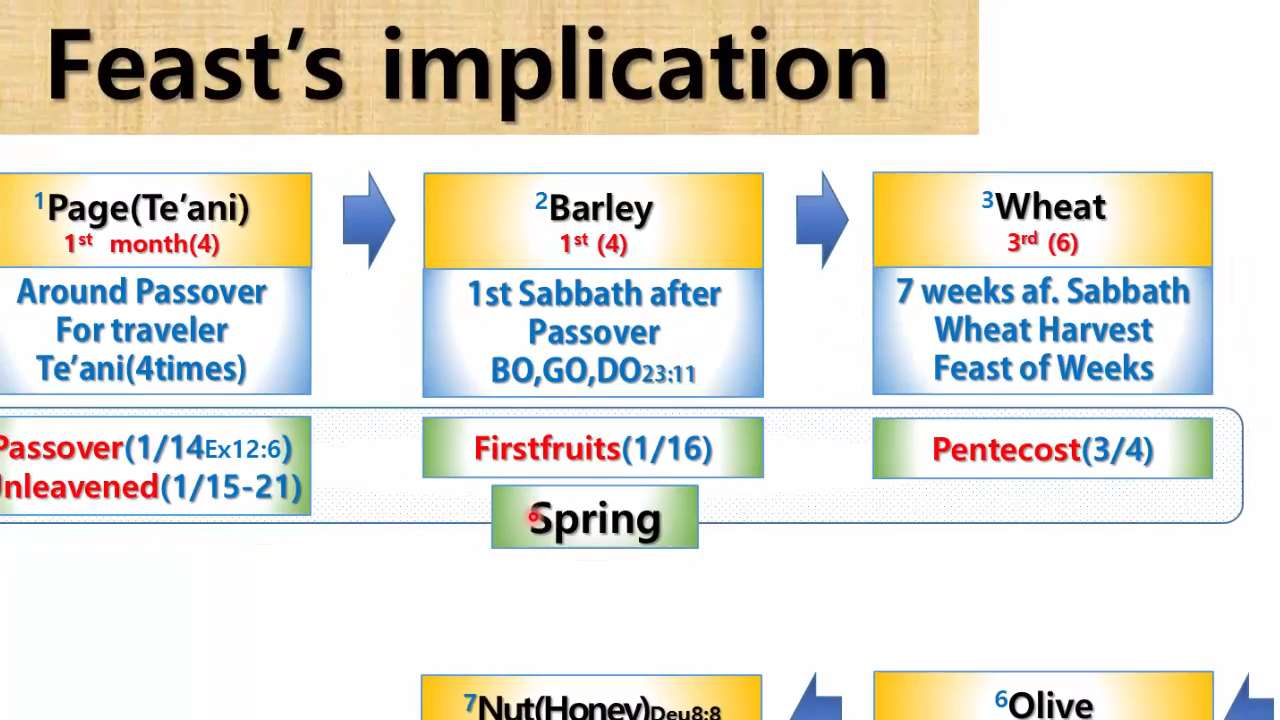 Feast’s implication
1Page(Te’ani)
1st month(4)
Around Passover
For traveler
Te’ani(4times)
Passover(1/14Ex12:6)
nleavened(1/15-21)
2Barley
1st (4)
1st Sabbath after
Passover
BO,GO,DO23:11
Firstfruits(1/16)
3Wheat
3rd (6)
7 weeks af. Sabbath
Wheat Harvest
Feast of Weeks
Pentecost(3/4)
Spring
7Nut(Honey)Deu8:8
6Olive